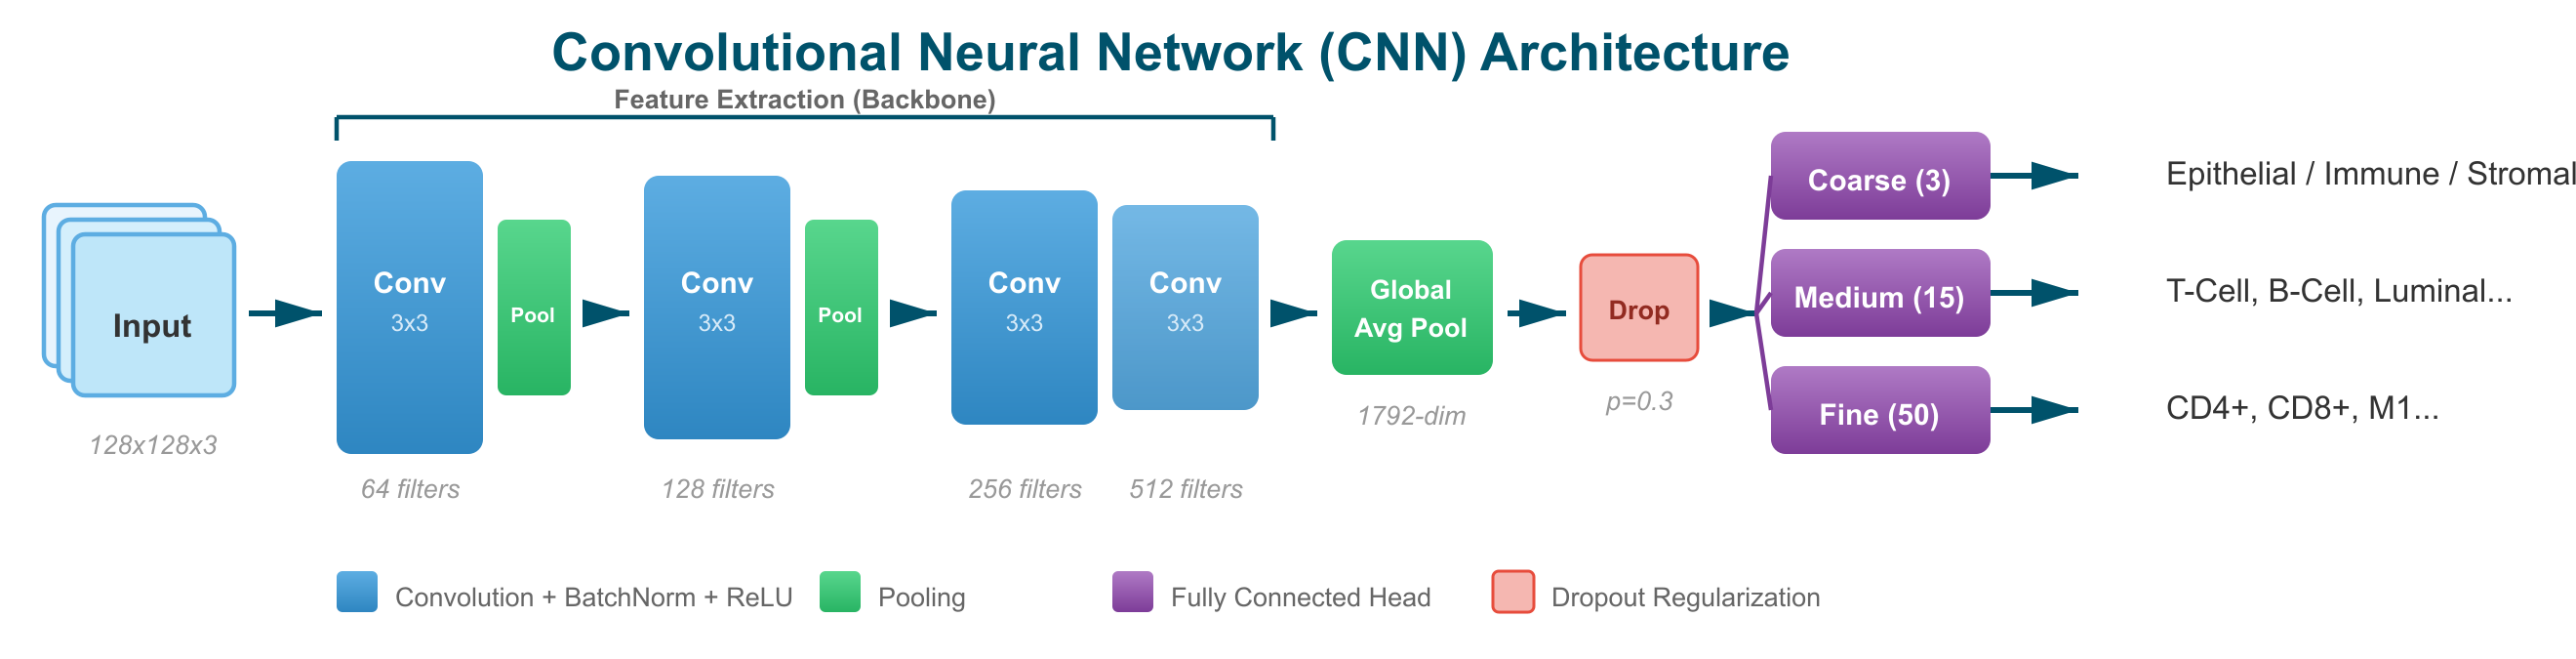 Convolutional Neural Network (CNN) Architecture
Feature Extraction (Backbone)
Input
128x128x3
Conv
3x3
64 filters
Pool
Conv
3x3
128 filters
Pool
Conv
3x3
256 filters
Conv
3x3
512 filters
Global
Avg Pool
1792-dim
Drop
p=0.3
Coarse (3)
Epithelial / Immune / Stromal
Medium (15)
T-Cell, B-Cell, Luminal...
Fine (50)
CD4+, CD8+, M1...
Convolution + BatchNorm + ReLU
Pooling
Fully Connected Head
Dropout Regularization